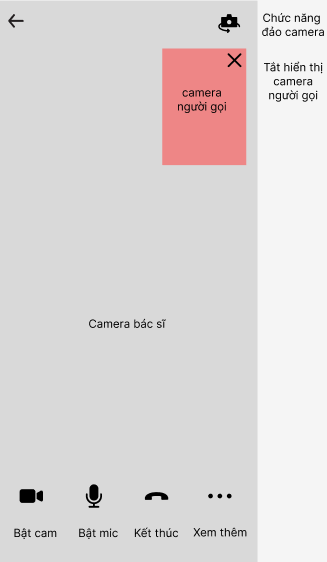 Chức năng
đảo camera
Tắt hiển thị
camera
người gọi
camera
người gọi
Camera bác sĩ
Bật cam
Bật mic
Kết thúc
Xem thêm